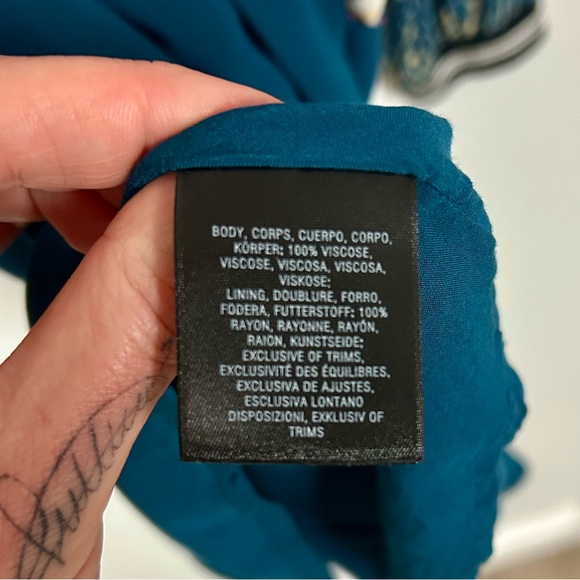 BODY, CORPS, CUERPO, CORPO,
KÖRPER: 100% VISCOSE,
VISCOSE, VISCOSA, VISCOSA,
VISKOSE;
LINING, DOUBLURE, FORRO,
FODERA, FUTTERSTOFF: 100%
RAYON, RAYONNE, RAYÓN,
RAION, KUNSTSEIDE;
EXCLUSIVE OF TRIMS,
EXCLUSIVITÉ DES ÉQUILIBRES,
EXCLUSIVA DE AJUSTES,
ESCLUSIVA LONTANO
DISPOSIZIONI, EXKLUSIV OF
TRIMS